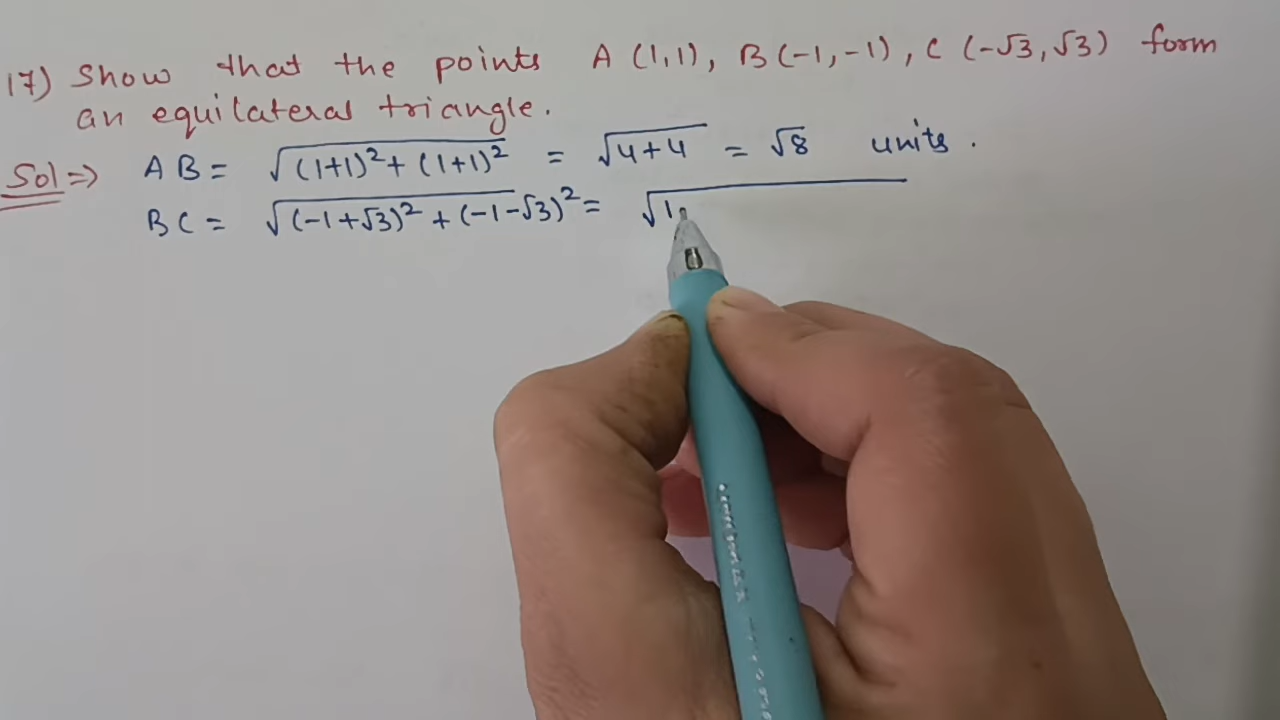 17) Show that the points A (1,1), B (-1,-1), C (-√3,√3) form
an equilateral triangle.
Sol => AB = √(1+1)² + (1+1)² = √4+4 = √8 units.
BC = √(-1+√3)² + (-1-√3)² = √1